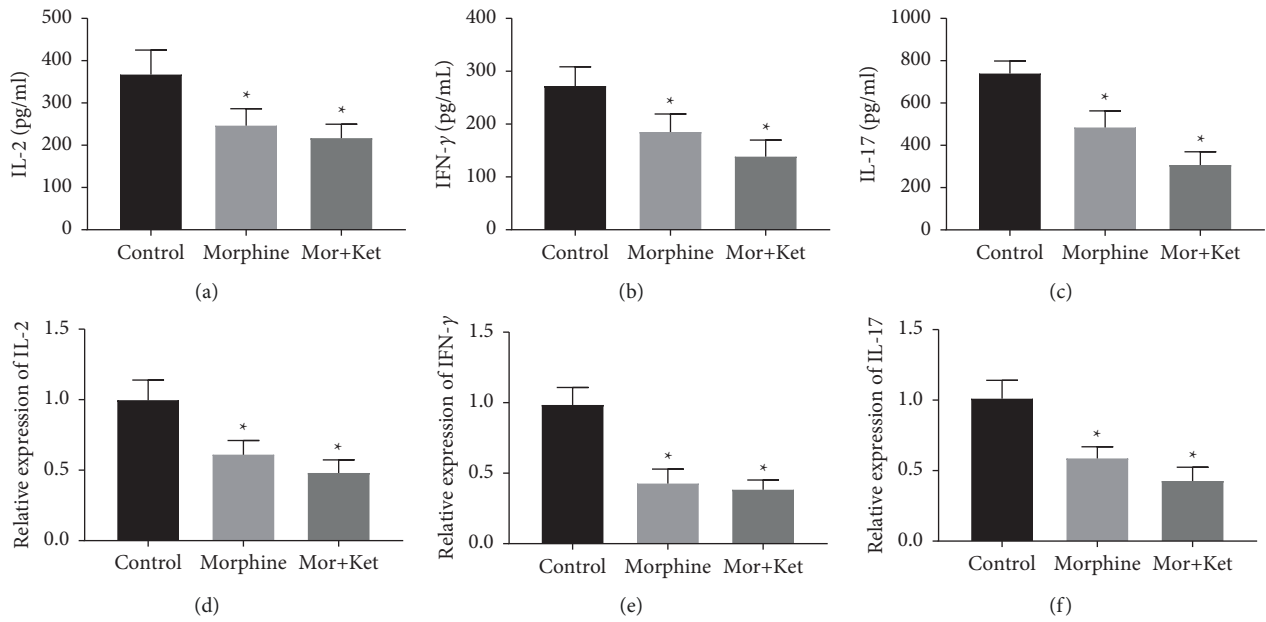 IL-2 (pg/ml)
500
400
300
200
100
0
*
*
Control Morphine Mor+Ket
(a)
IFN-γ (pg/mL)
400
300
200
100
0
*
*
Control Morphine Mor+Ket
(b)
IL-17 (pg/ml)
1000
800
600
400
200
0
*
*
Control Morphine Mor+Ket
(c)
Relative expression of IL-2
1.5
1.0
0.5
0.0
*
*
Control Morphine Mor+Ket
(d)
Relative expression of IFN-γ
1.5
1.0
0.5
0.0
*
*
Control Morphine Mor+Ket
(e)
Relative expression of IL-17
1.5
1.0
0.5
0.0
*
*
Control Morphine Mor+Ket
(f)